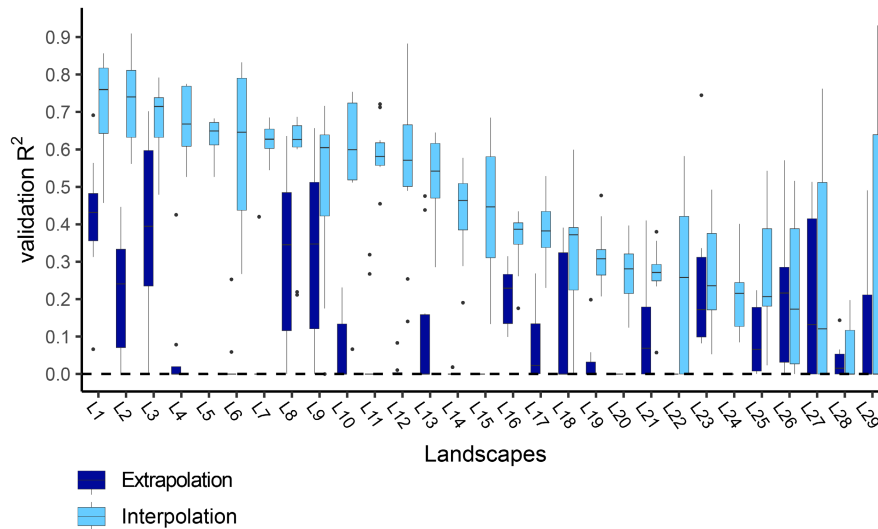 validation R²
0.9
0.8
0.7
0.6
0.5
0.4
0.3
0.2
0.1
0.0
L1 L2 L3 L4 L5 L6 L7 L8 L9 L10 L11 L12 L13 L14 L15 L16 L17 L18 L19 L20 L21 L22 L23 L24 L25 L26 L27 L28 L29
Landscapes
Extrapolation
Interpolation